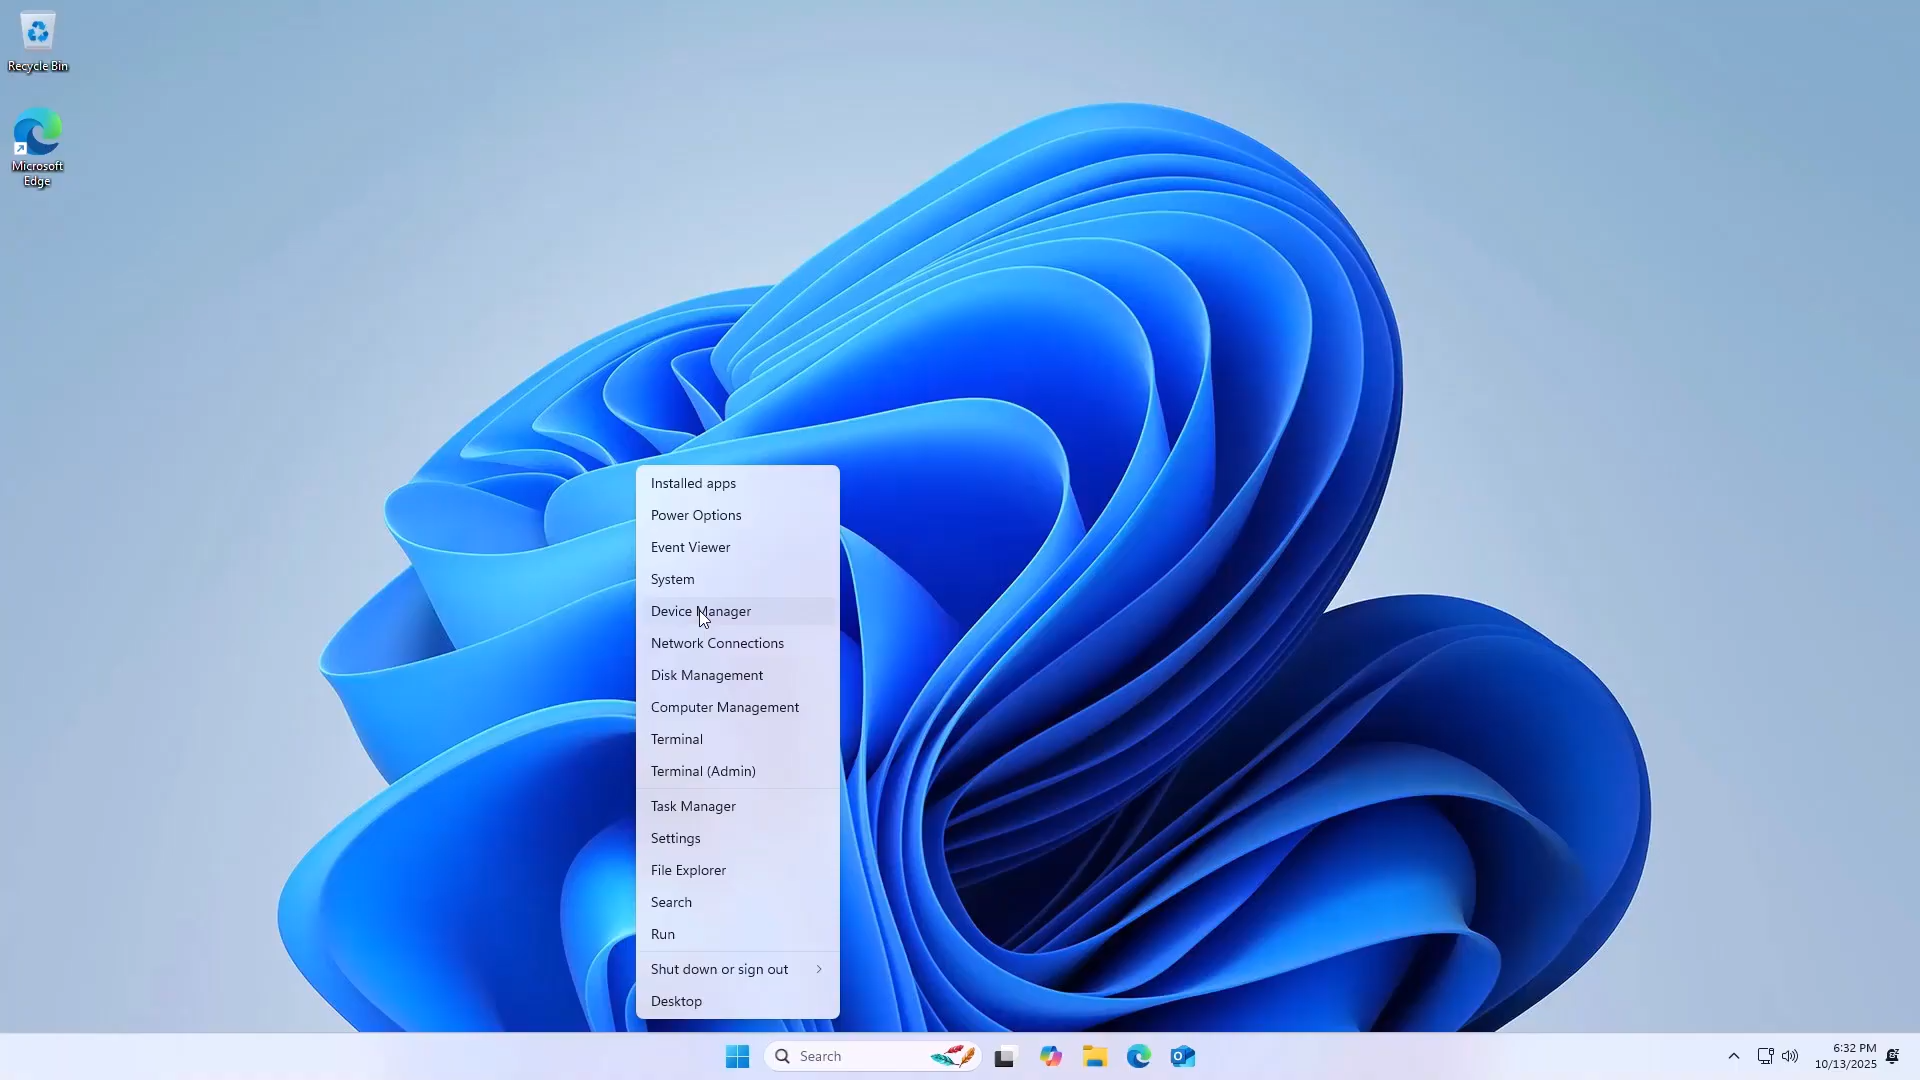 Recycle Bin
Microsoft
Edge
Installed apps
Power Options
Event Viewer
System
Device Manager
Network Connections
Disk Management
Computer Management
Terminal
Terminal (Admin)
Task Manager
Settings
File Explorer
Search
Run
Shut down or sign out
Desktop
Search
6:32 PM
10/13/2025